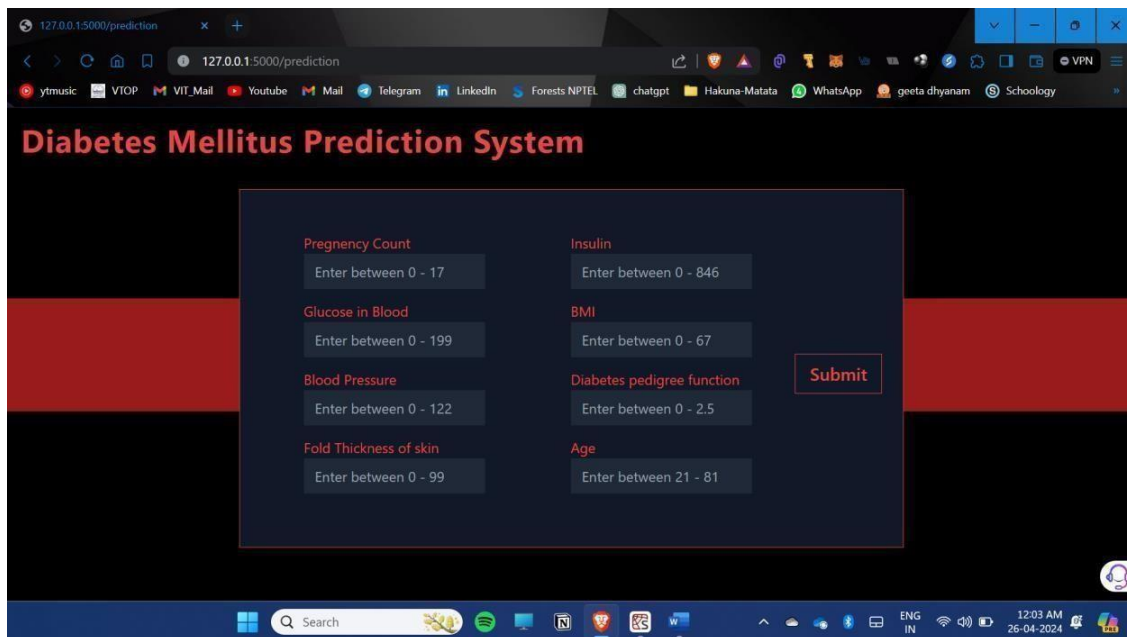 127.0.0.1:5000/prediction
127.0.0.1:5000/prediction
VPN
ytmusic VTOP VIT_Mail Youtube Mail Telegram LinkedIn Forests NPTEL chatgpt Hakuna-Matata WhatsApp geeta dhyanam Schoology
Diabetes Mellitus Prediction System
Pregnency Count Insulin
Enter between 0 - 17 Enter between 0 - 846
Glucose in Blood BMI
Enter between 0 - 199 Enter between 0 - 67
Submit
Blood Pressure Diabetes pedigree function
Enter between 0 - 122 Enter between 0 - 2.5
Fold Thickness of skin Age
Enter between 0 - 99 Enter between 21 - 81
Search
ENG
IN
12:03 AM
26-04-2024